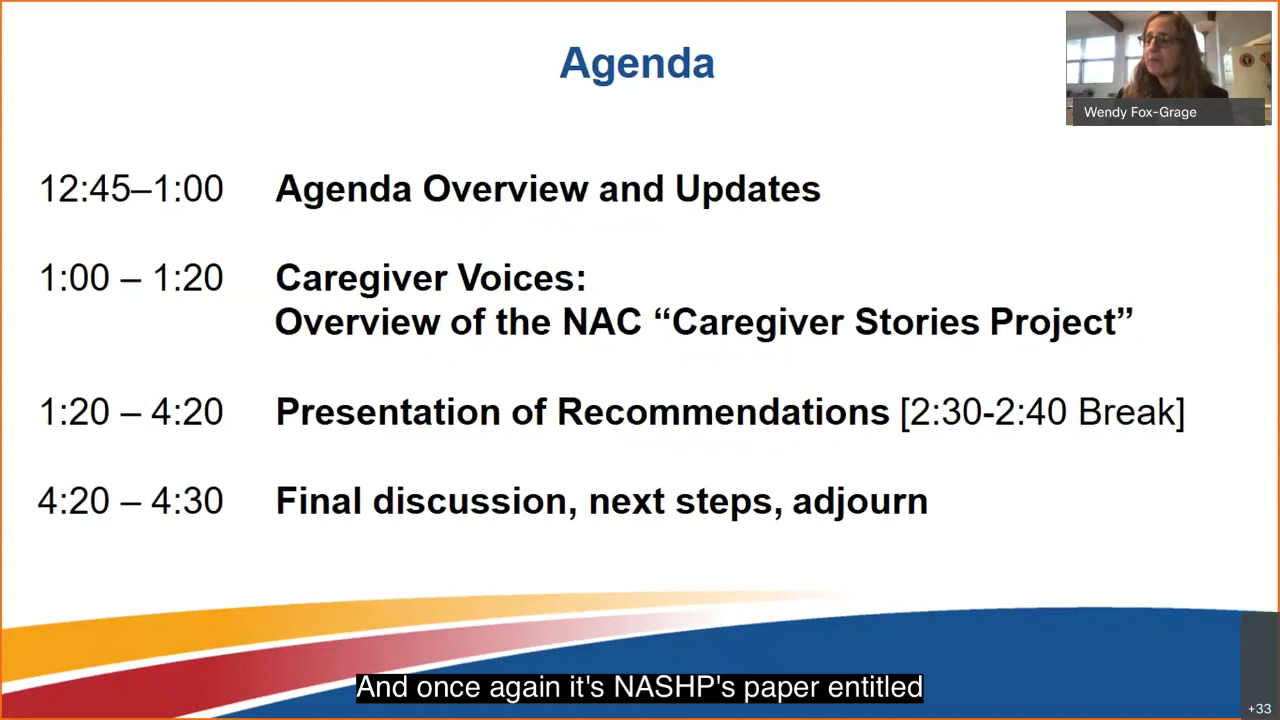 Agenda
Wendy Fox-Grage
12:45–1:00 Agenda Overview and Updates
1:00 – 1:20 Caregiver Voices:
Overview of the NAC “Caregiver Stories Project”
1:20 – 4:20 Presentation of Recommendations [2:30-2:40 Break]
4:20 – 4:30 Final discussion, next steps, adjourn
And once again it's NASHP's paper entitled
+33